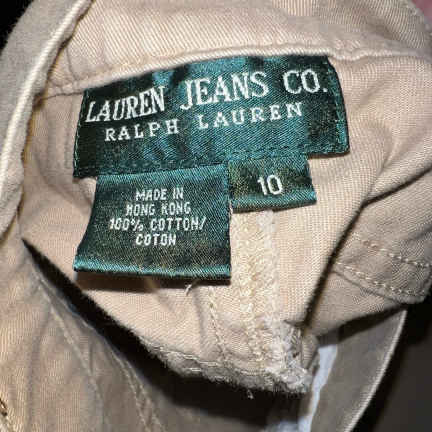 LAUREN JEANS CO.
RALPH LAUREN
10
MADE IN
HONG KONG
100% COTTON/
COTON